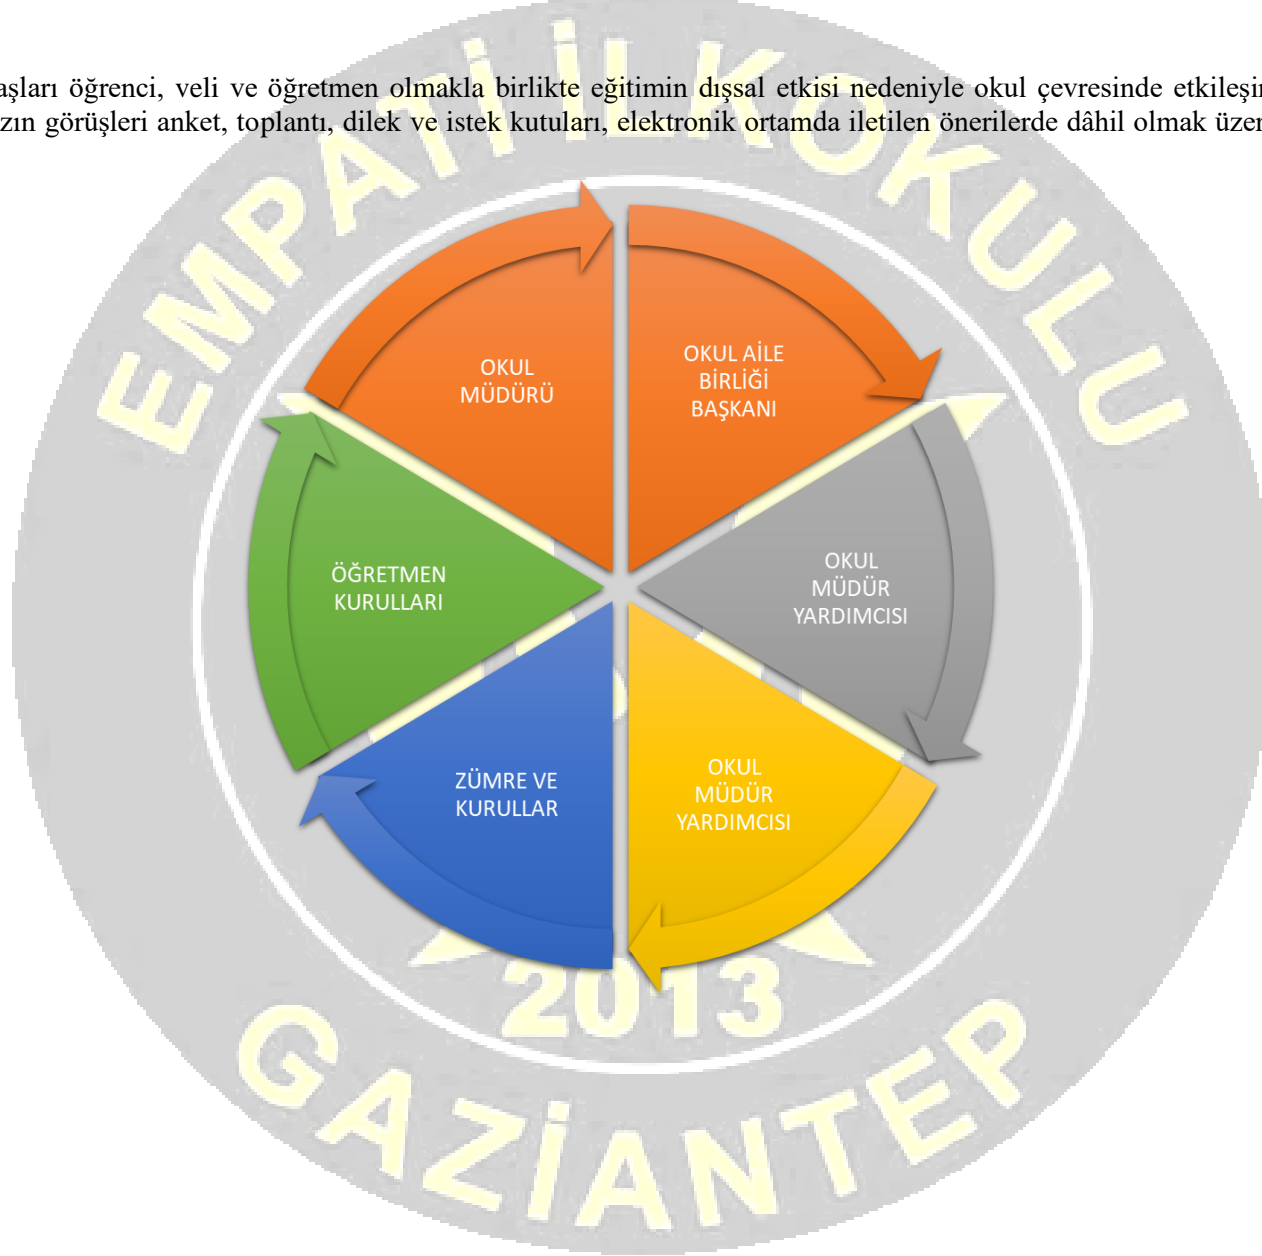 aşları öğrenci, veli ve öğretmen olmakla birlikte eğitimin dışsal etkisi nedeniyle okul çevresinde etkileşin
zın görüşleri anket, toplantı, dilek ve istek kutuları, elektronik ortamda iletilen önerilerde dâhil olmak üzer
EMPATİ İLKOKULU
OKUL
MÜDÜRÜ
OKUL AİLE
BİRLİĞİ
BAŞKANI
OKUL
MÜDÜR
YARDIMCISI
OKUL
MÜDÜR
YARDIMCISI
ZÜMRE VE
KURULLAR
ÖĞRETMEN
KURULLARI
2013
GAZİANTEP